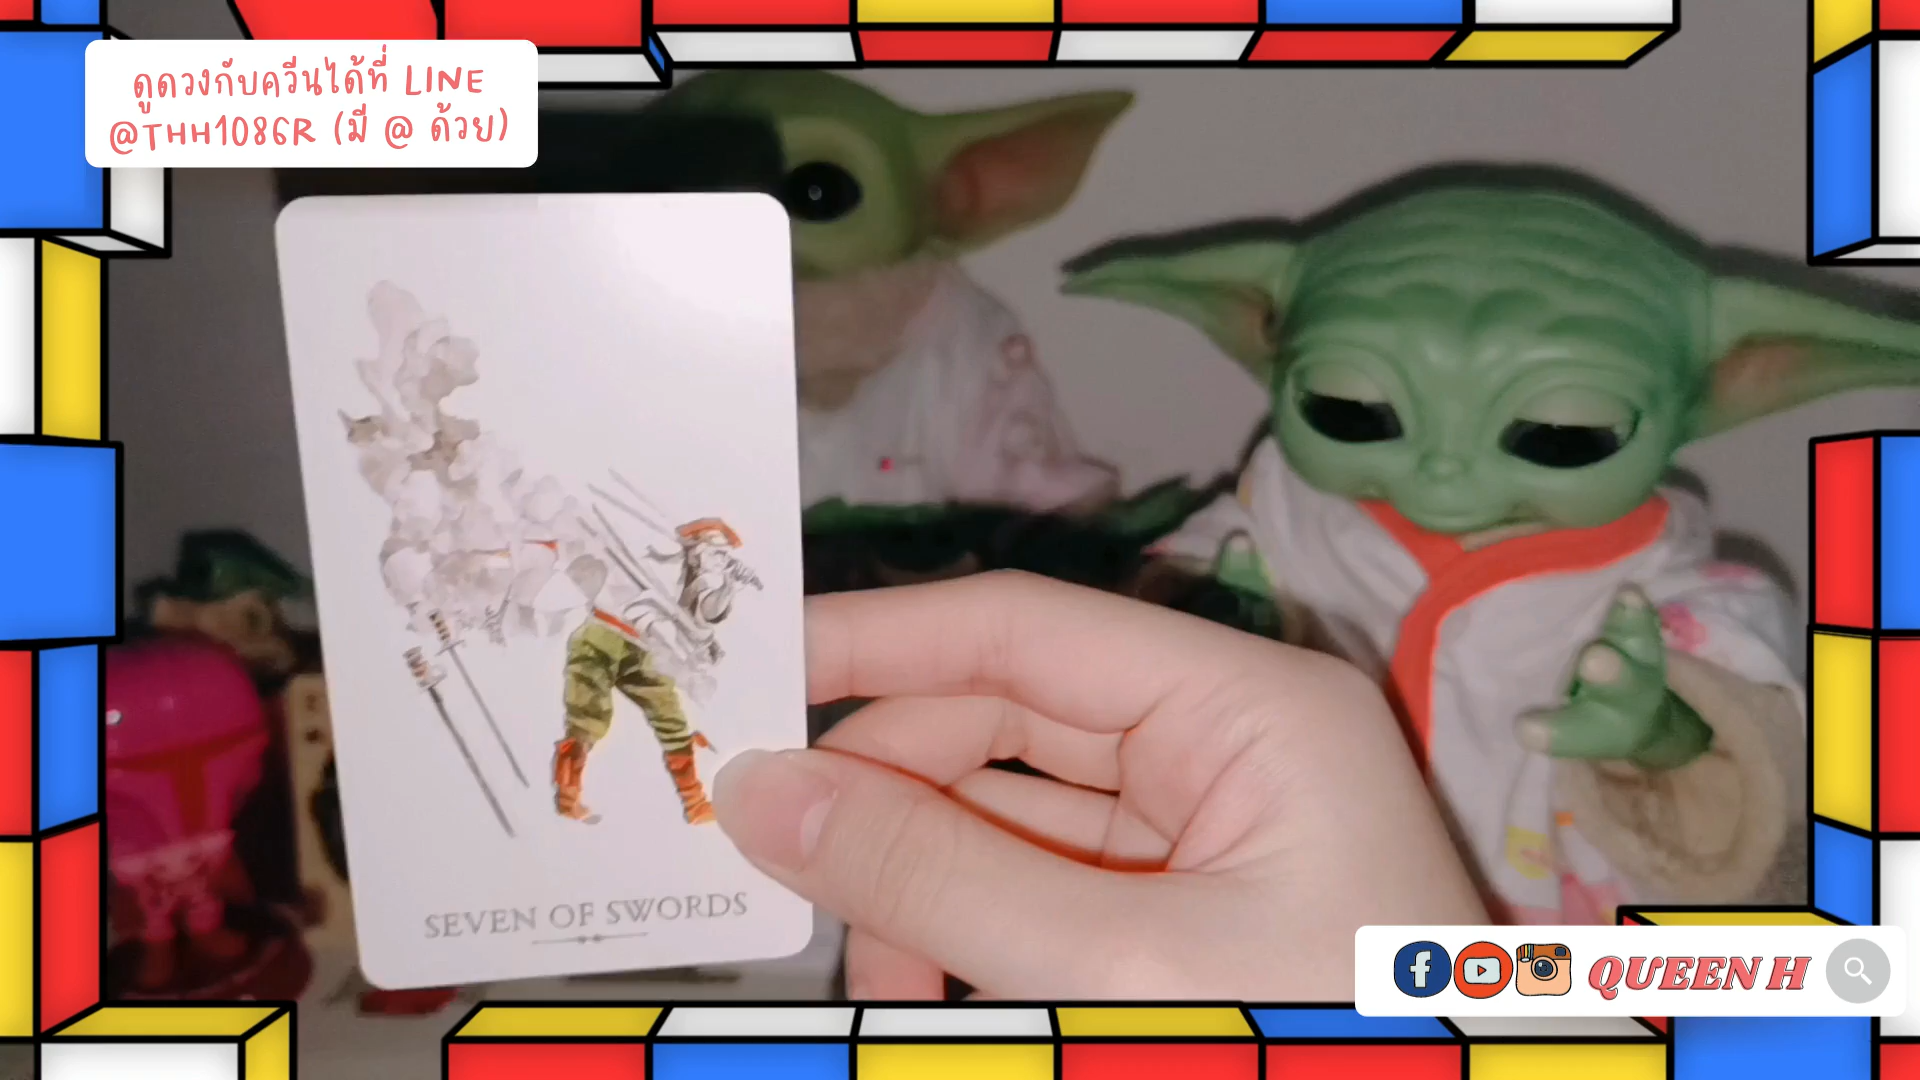 ดูดวงกับควีนได้ที่ LINE
@THH1086R (มี @ ด้วย)
SEVEN OF SWORDS
QUEEN H